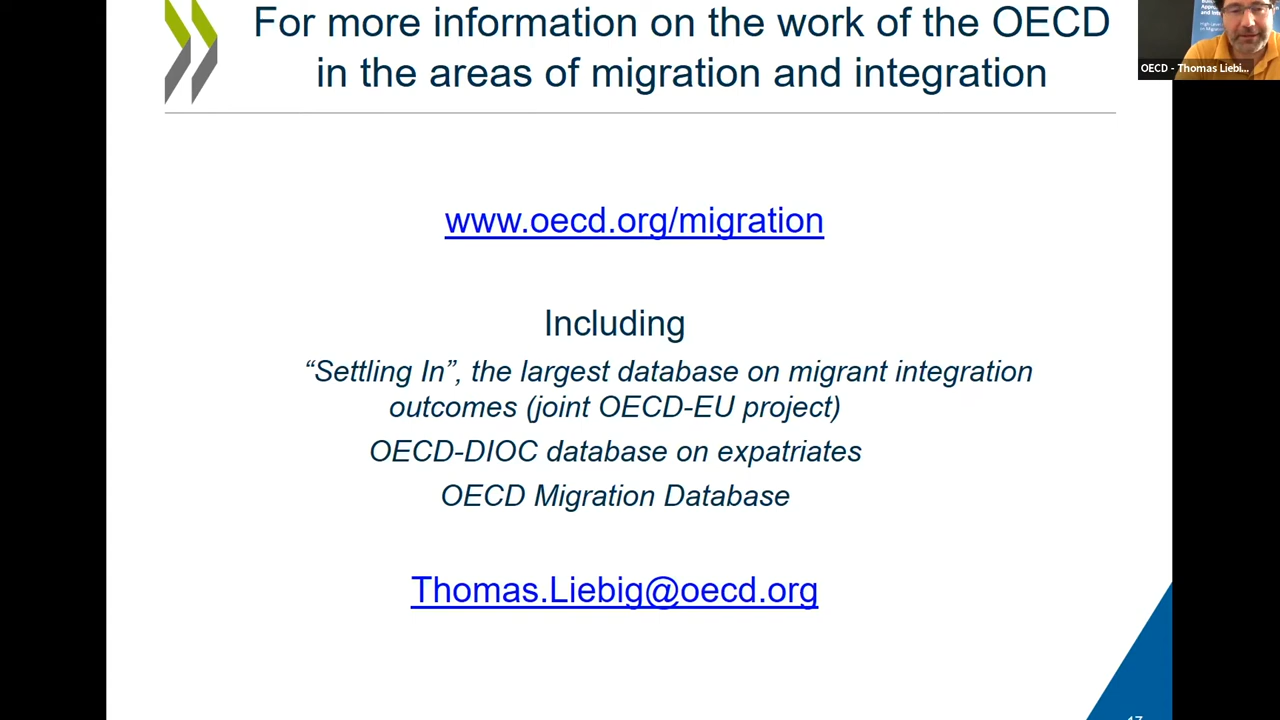 For more information on the work of the OECD
in the areas of migration and integration
OECD - Thomas Liebi...
www.oecd.org/migration
Including
“Settling In”, the largest database on migrant integration
outcomes (joint OECD-EU project)
OECD-DIOC database on expatriates
OECD Migration Database
Thomas.Liebig@oecd.org
17